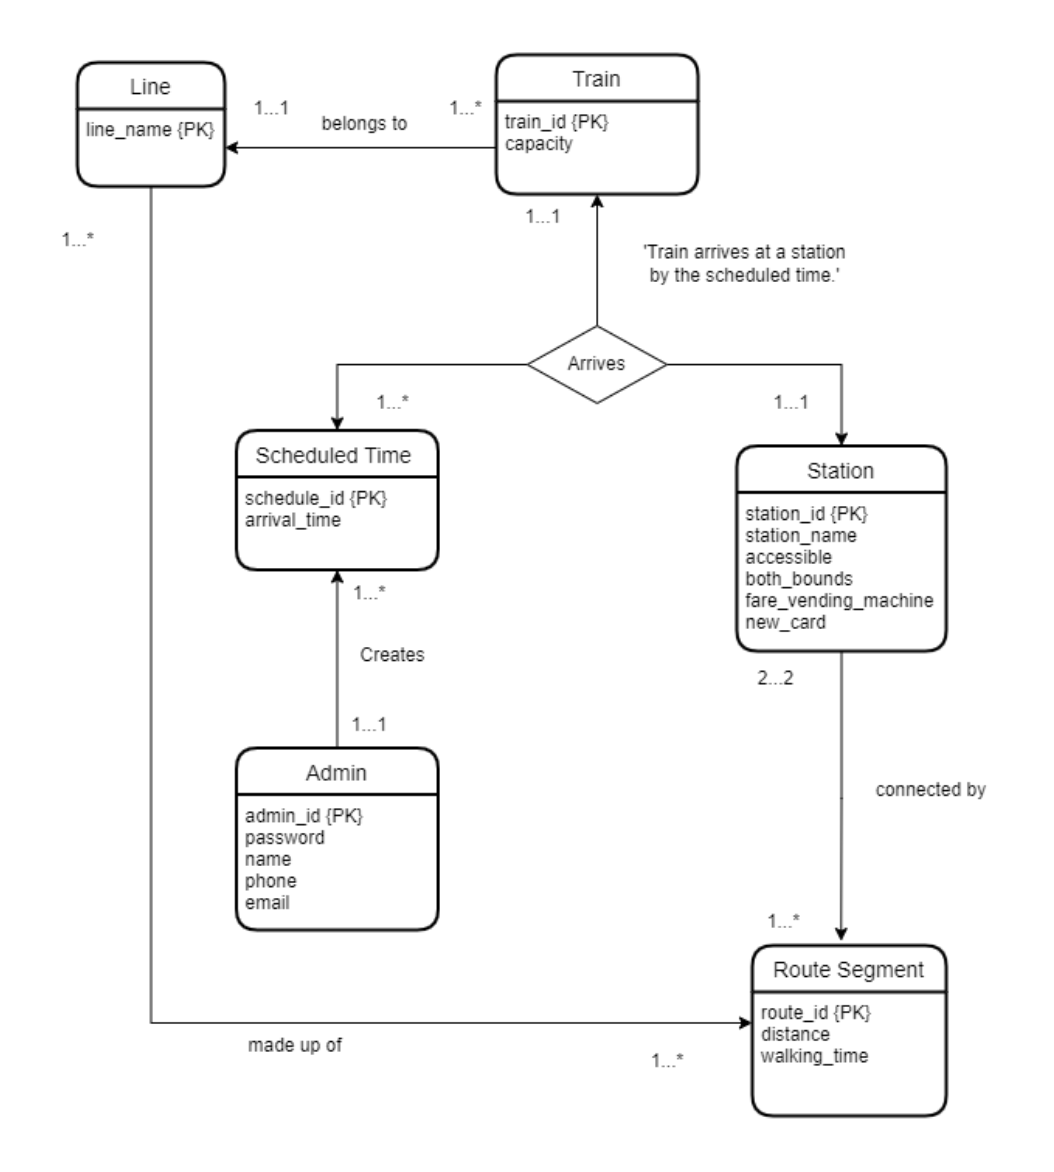 Line
line_name {PK}
1...1
belongs to
1...*
Train
train_id {PK}
capacity
1...*
1...1
'Train arrives at a station
by the scheduled time.'
Arrives
1...*
1...1
Scheduled Time
schedule_id {PK}
arrival_time
Station
station_id {PK}
station_name
accessible
both_bounds
fare_vending_machine
new_card
1...*
Creates
1...1
2...2
Admin
admin_id {PK}
password
name
phone
email
connected by
1...*
Route Segment
route_id {PK}
distance
walking_time
made up of
1...*